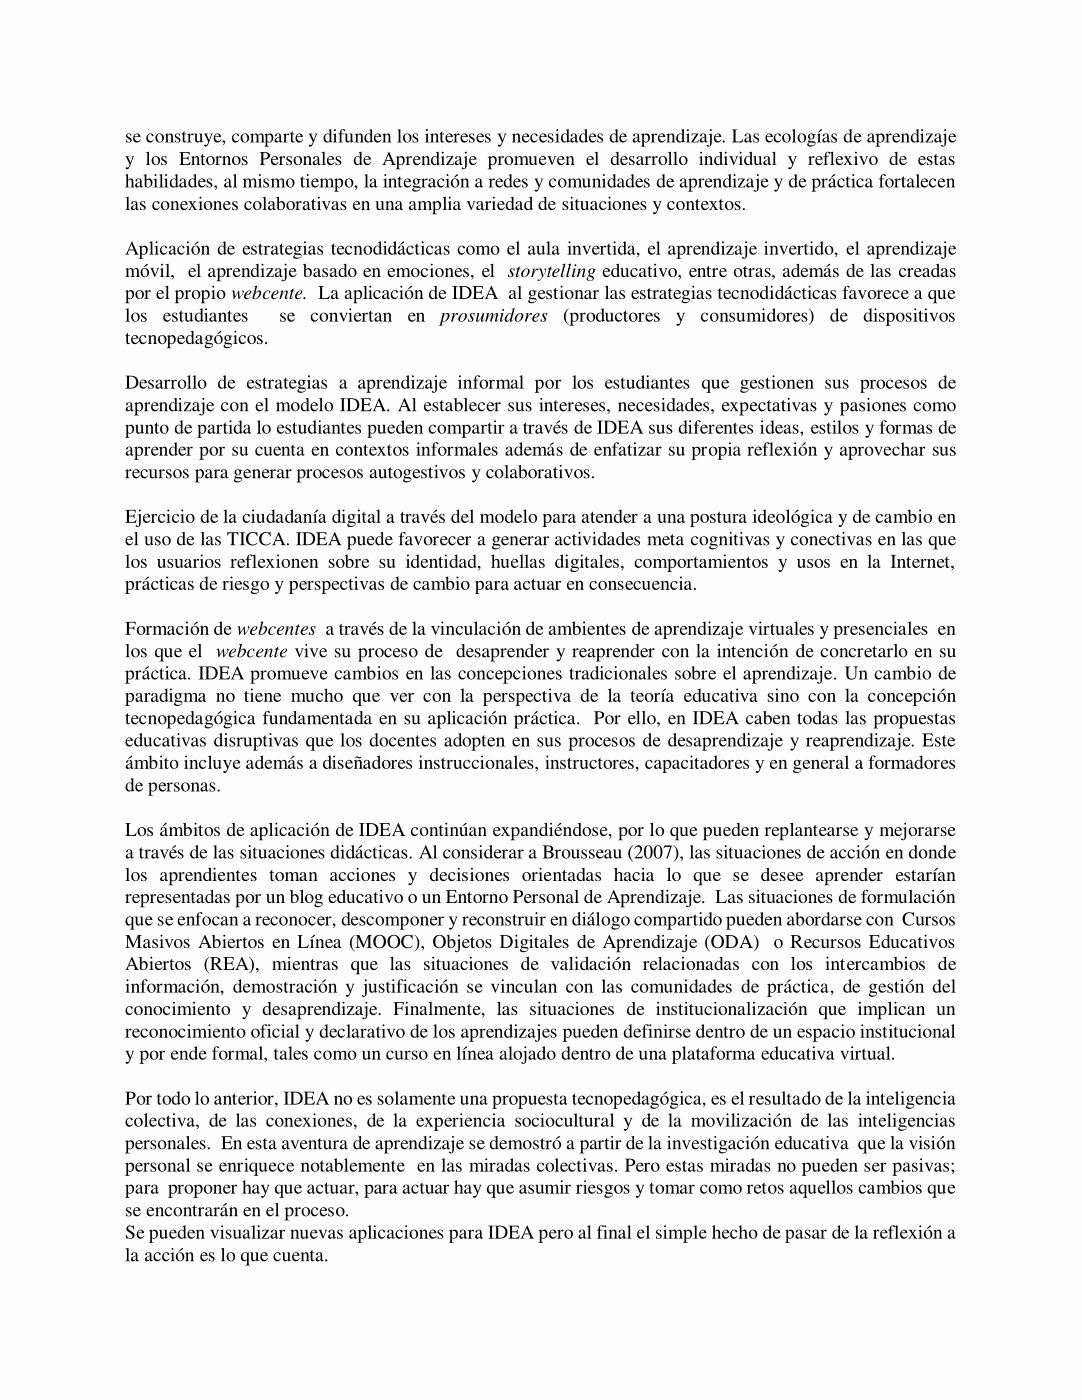 se construye, comparte y difunden los intereses y necesidades de aprendizaje. Las ecologías de aprendizaje
y los Entornos Personales de Aprendizaje promueven el desarrollo individual y reflexivo de estas
habilidades, al mismo tiempo, la integración a redes y comunidades de aprendizaje y de práctica fortalecen
las conexiones colaborativas en una amplia variedad de situaciones y contextos.

Aplicación de estrategias tecnodidácticas como el aula invertida, el aprendizaje invertido, el aprendizaje
móvil, el aprendizaje basado en emociones, el storytelling educativo, entre otras, además de las creadas
por el propio webcente. La aplicación de IDEA al gestionar las estrategias tecnodidácticas favorece a que
los estudiantes se conviertan en prosumidores (productores y consumidores) de dispositivos
tecnopedagógicos.

Desarrollo de estrategias a aprendizaje informal por los estudiantes que gestionen sus procesos de
aprendizaje con el modelo IDEA. Al establecer sus intereses, necesidades, expectativas y pasiones como
punto de partida lo estudiantes pueden compartir a través de IDEA sus diferentes ideas, estilos y formas de
aprender por su cuenta en contextos informales además de enfatizar su propia reflexión y aprovechar sus
recursos para generar procesos autogestivos y colaborativos.

Ejercicio de la ciudadanía digital a través del modelo para atender a una postura ideológica y de cambio en
el uso de las TICCA. IDEA puede favorecer a generar actividades meta cognitivas y conectivas en las que
los usuarios reflexionen sobre su identidad, huellas digitales, comportamientos y usos en la Internet,
prácticas de riesgo y perspectivas de cambio para actuar en consecuencia.

Formación de webcentes a través de la vinculación de ambientes de aprendizaje virtuales y presenciales en
los que el webcente vive su proceso de desaprender y reaprender con la intención de concretarlo en su
práctica. IDEA promueve cambios en las concepciones tradicionales sobre el aprendizaje. Un cambio de
paradigma no tiene mucho que ver con la perspectiva de la teoría educativa sino con la concepción
tecnopedagógica fundamentada en su aplicación práctica. Por ello, en IDEA caben todas las propuestas
educativas disruptivas que los docentes adopten en sus procesos de desaprendizaje y reaprendizaje. Este
ámbito incluye además a diseñadores instruccionales, instructores, capacitadores y en general a formadores
de personas.

Los ámbitos de aplicación de IDEA continúan expandiéndose, por lo que pueden replantearse y mejorarse
a través de las situaciones didácticas. Al considerar a Brousseau (2007), las situaciones de acción en donde
los aprendientes toman acciones y decisiones orientadas hacia lo que se desee aprender estarían
representadas por un blog educativo o un Entorno Personal de Aprendizaje. Las situaciones de formulación
que se enfocan a reconocer, descomponer y reconstruir en diálogo compartido pueden abordarse con Cursos
Masivos Abiertos en Línea (MOOC), Objetos Digitales de Aprendizaje (ODA) o Recursos Educativos
Abiertos (REA), mientras que las situaciones de validación relacionadas con los intercambios de
información, demostración y justificación se vinculan con las comunidades de práctica, de gestión del
conocimiento y desaprendizaje. Finalmente, las situaciones de institucionalización que implican un
reconocimiento oficial y declarativo de los aprendizajes pueden definirse dentro de un espacio institucional
y por ende formal, tales como un curso en línea alojado dentro de una plataforma educativa virtual.

Por todo lo anterior, IDEA no es solamente una propuesta tecnopedagógica, es el resultado de la inteligencia
colectiva, de las conexiones, de la experiencia sociocultural y de la movilización de las inteligencias
personales. En esta aventura de aprendizaje se demostró a partir de la investigación educativa que la visión
personal se enriquece notablemente en las miradas colectivas. Pero estas miradas no pueden ser pasivas;
para proponer hay que actuar, para actuar hay que asumir riesgos y tomar como retos aquellos cambios que
se encontrarán en el proceso.
Se pueden visualizar nuevas aplicaciones para IDEA pero al final el simple hecho de pasar de la reflexión a
la acción es lo que cuenta.